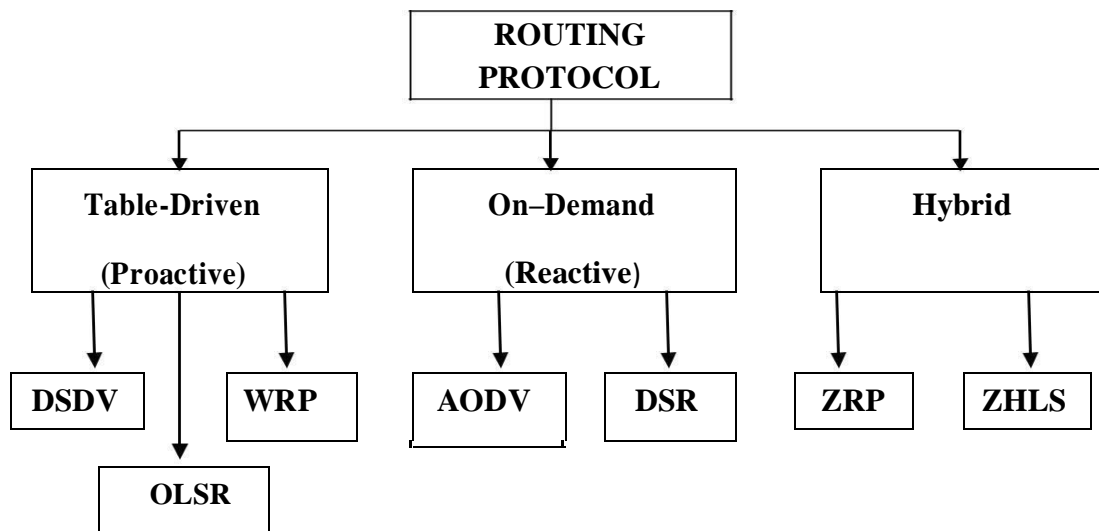 ROUTING
PROTOCOL
Table-Driven
(Proactive)
On–Demand
(Reactive)
Hybrid
DSDV
WRP
AODV
DSR
ZRP
ZHLS
OLSR